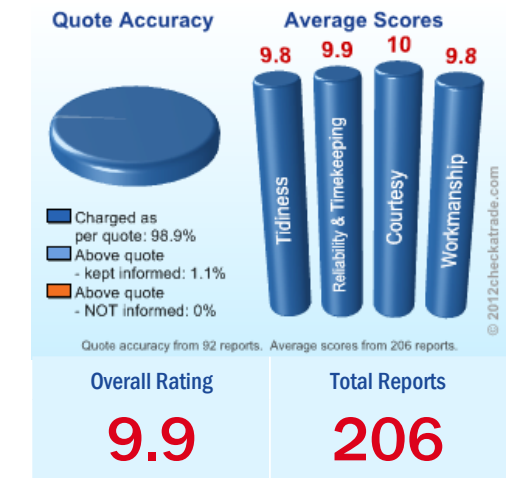 Quote Accuracy
Average Scores
9.8
9.9
10
9.8
Tidiness
Reliability & Timekeeping
Courtesy
Workmanship
Charged as
per quote: 98.9%
Above quote
- kept informed: 1.1%
Above quote
- NOT informed: 0%
© 2012checkatrade.com
Quote accuracy from 92 reports. Average scores from 206 reports.
Overall Rating
Total Reports
9.9
206